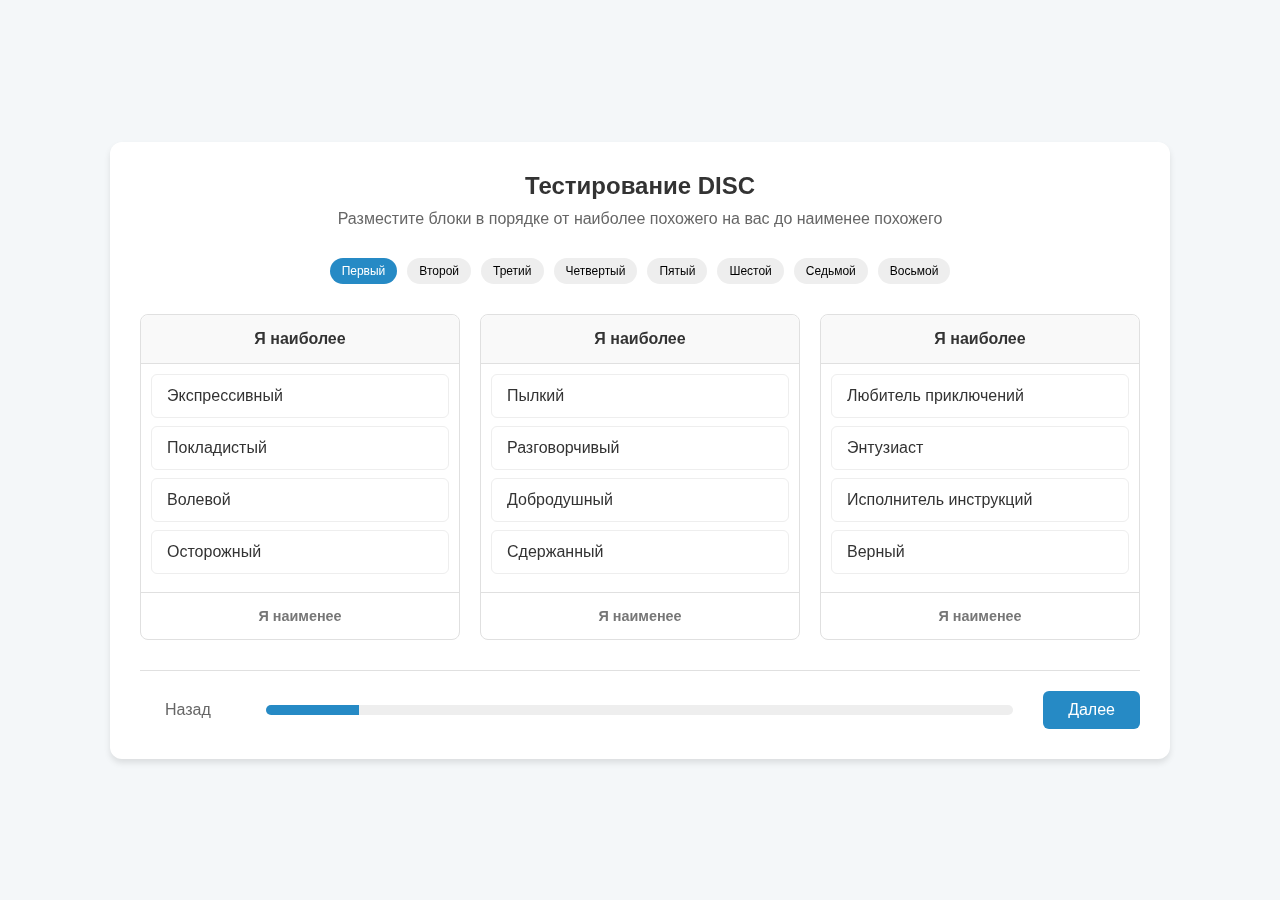 Тестирование DISC
Разместите блоки в порядке от наиболее похожего на вас до наименее похожего
Первый Второй Третий Четвертый Пятый Шестой Седьмой Восьмой
Я наиболее
Экспрессивный
Покладистый
Волевой
Осторожный
Я наименее
Я наиболее
Пылкий
Разговорчивый
Добродушный
Сдержанный
Я наименее
Я наиболее
Любитель приключений
Энтузиаст
Исполнитель инструкций
Верный
Я наименее
Назад
Далее